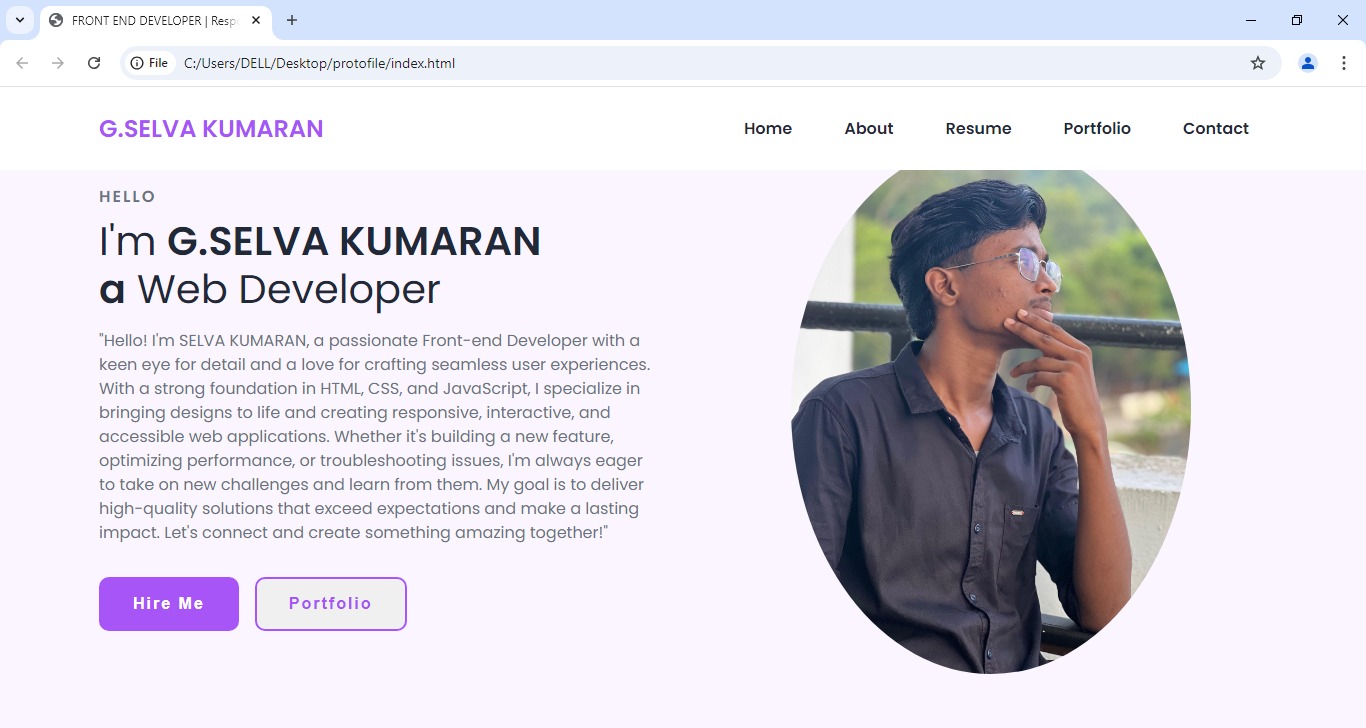 FRONT END DEVELOPER | Resp
File
C:/Users/DELL/Desktop/protofile/index.html
G.SELVA KUMARAN
Home About Resume Portfolio Contact
HELLO
I'm G.SELVA KUMARAN
a Web Developer
"Hello! I'm SELVA KUMARAN, a passionate Front-end Developer with a
keen eye for detail and a love for crafting seamless user experiences.
With a strong foundation in HTML, CSS, and JavaScript, I specialize in
bringing designs to life and creating responsive, interactive, and
accessible web applications. Whether it's building a new feature,
optimizing performance, or troubleshooting issues, I'm always eager
to take on new challenges and learn from them. My goal is to deliver
high-quality solutions that exceed expectations and make a lasting
impact. Let's connect and create something amazing together!"
Hire Me Portfolio